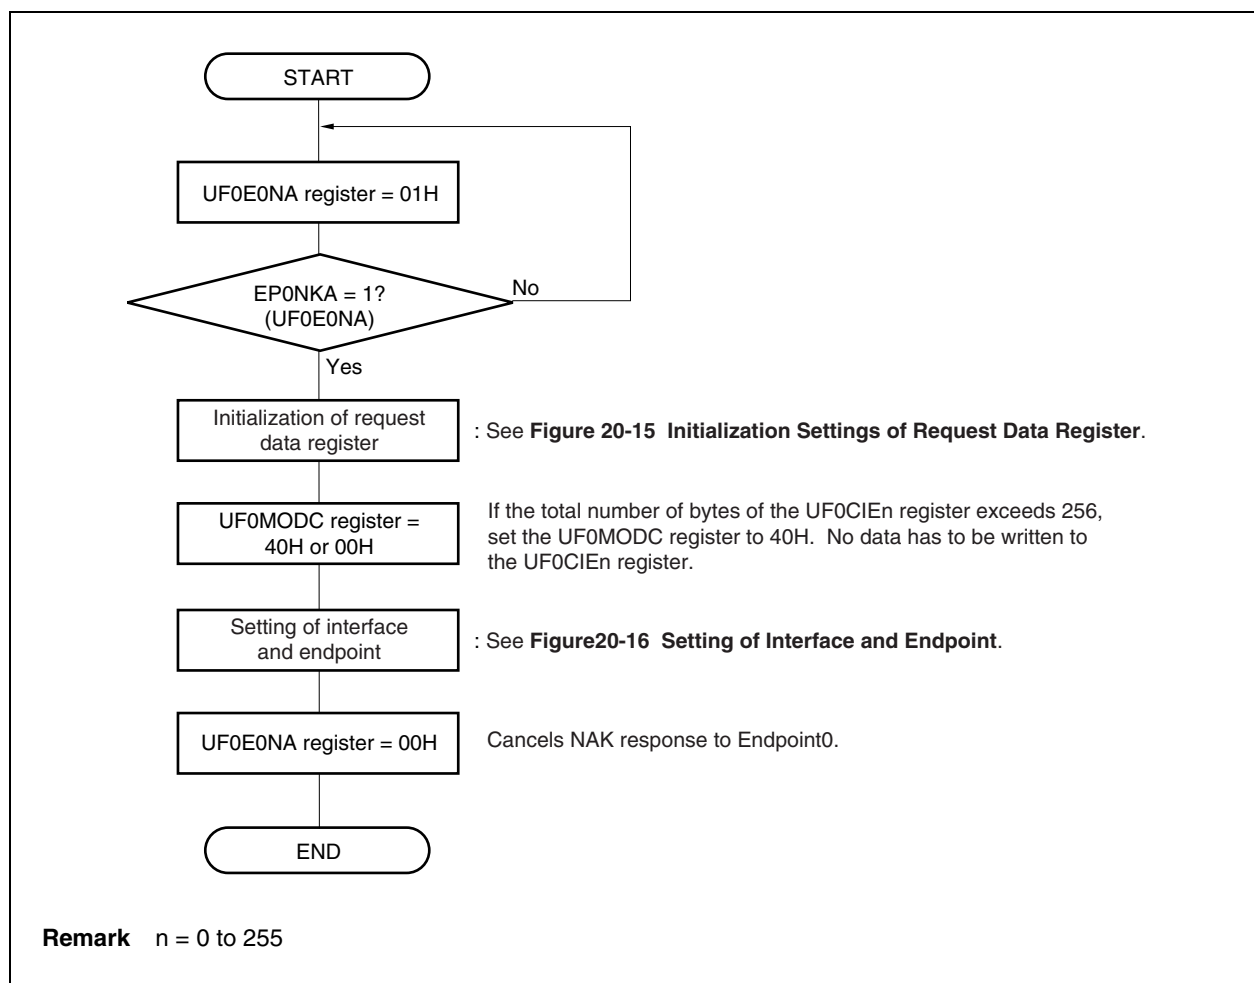 START
UF0E0NA register = 01H
EP0NKA = 1?
(UF0E0NA)
No
Yes
Initialization of request
data register
: See Figure 20-15 Initialization Settings of Request Data Register.
UF0MODC register =
40H or 00H
If the total number of bytes of the UF0CIEn register exceeds 256,
set the UF0MODC register to 40H. No data has to be written to
the UF0CIEn register.
Setting of interface
and endpoint
: See Figure20-16 Setting of Interface and Endpoint.
UF0E0NA register = 00H
Cancels NAK response to Endpoint0.
END
Remark n = 0 to 255